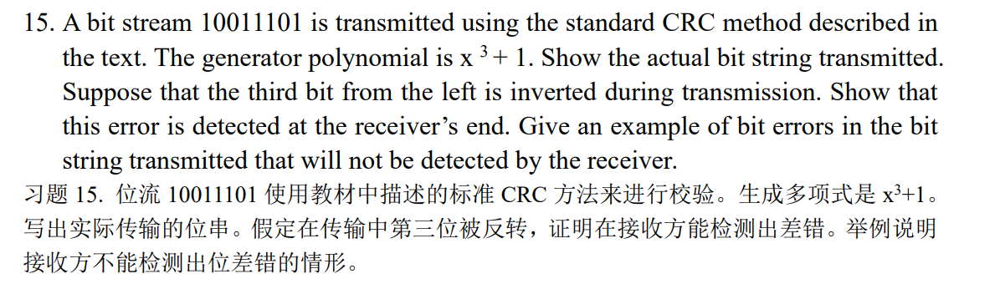 15. A bit stream 10011101 is transmitted using the standard CRC method described in
the text. The generator polynomial is x ³ + 1. Show the actual bit string transmitted.
Suppose that the third bit from the left is inverted during transmission. Show that
this error is detected at the receiver’s end. Give an example of bit errors in the bit
string transmitted that will not be detected by the receiver.
习题 15. 位流 10011101 使用教材中描述的标准 CRC 方法来进行校验。生成多项式是 x³+1。
写出实际传输的位串。假定在传输中第三位被反转，证明在接收方能检测出差错。举例说明
接收方不能检测出位差错的情形。